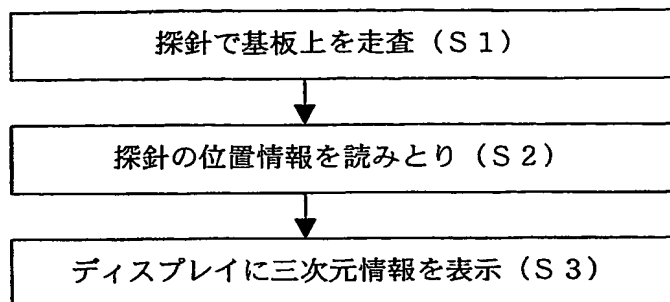 探針で基板上を走査（Ｓ１）
探針の位置情報を読みとり（Ｓ２）
ディスプレイに三次元情報を表示（Ｓ３）